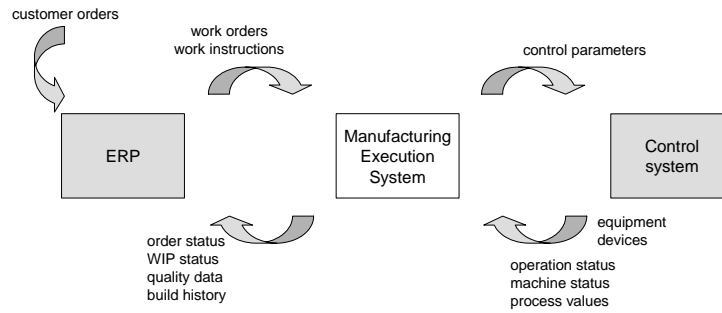 customer orders
work orders
work instructions
control parameters
ERP
Manufacturing
Execution
System
Control
system
order status
WIP status
quality data
build history
equipment
devices
operation status
machine status
process values